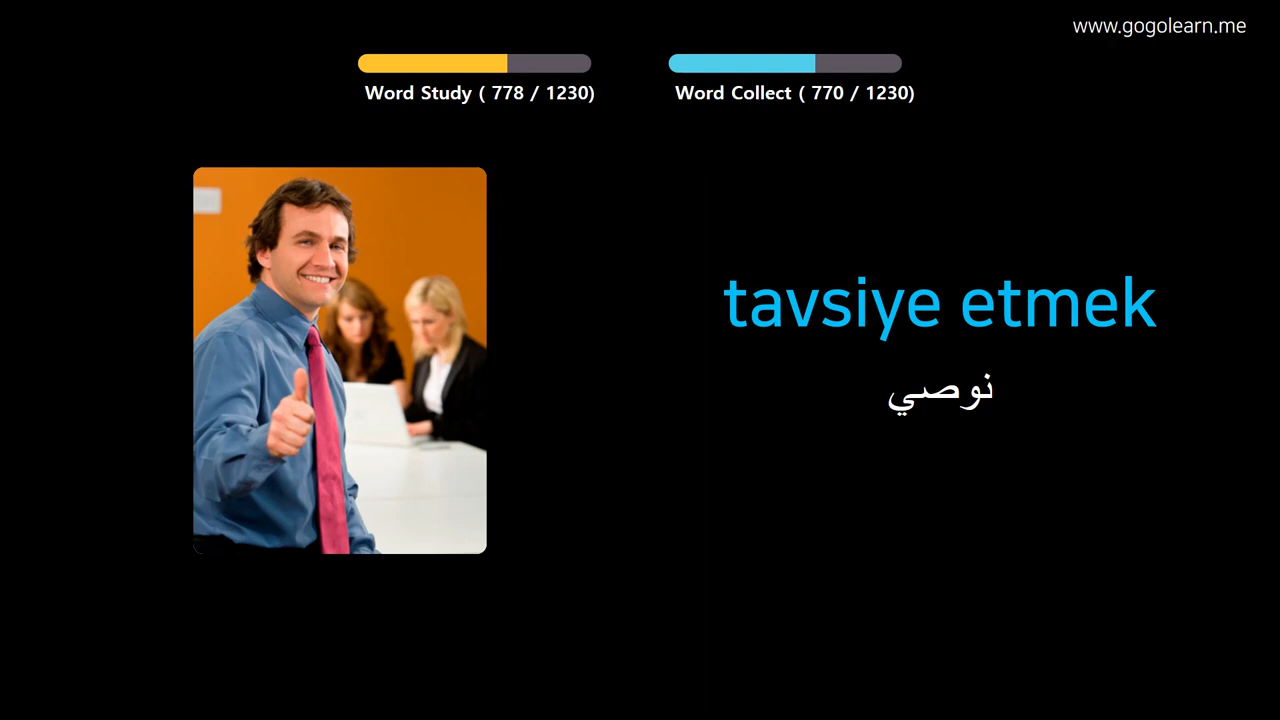 www.gogolearn.me
Word Study ( 778 / 1230)
Word Collect ( 770 / 1230)
tavsiye etmek
نوصي